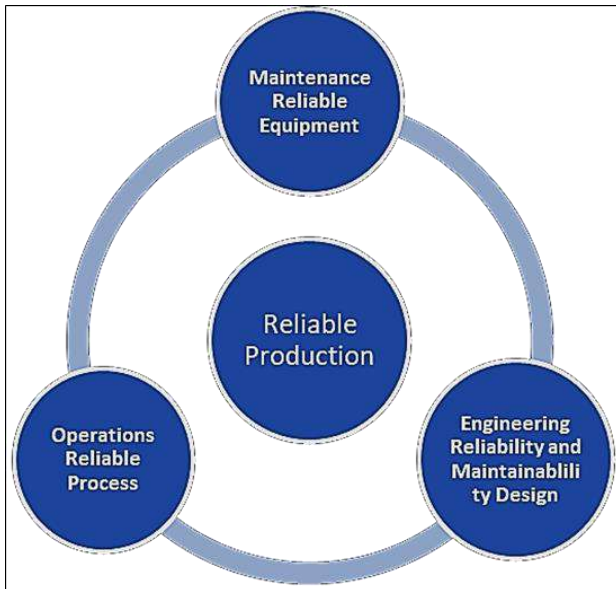 Maintenance
Reliable
Equipment
Reliable
Production
Operations
Reliable
Process
Engineering
Reliability and
Maintainablili
ty Design